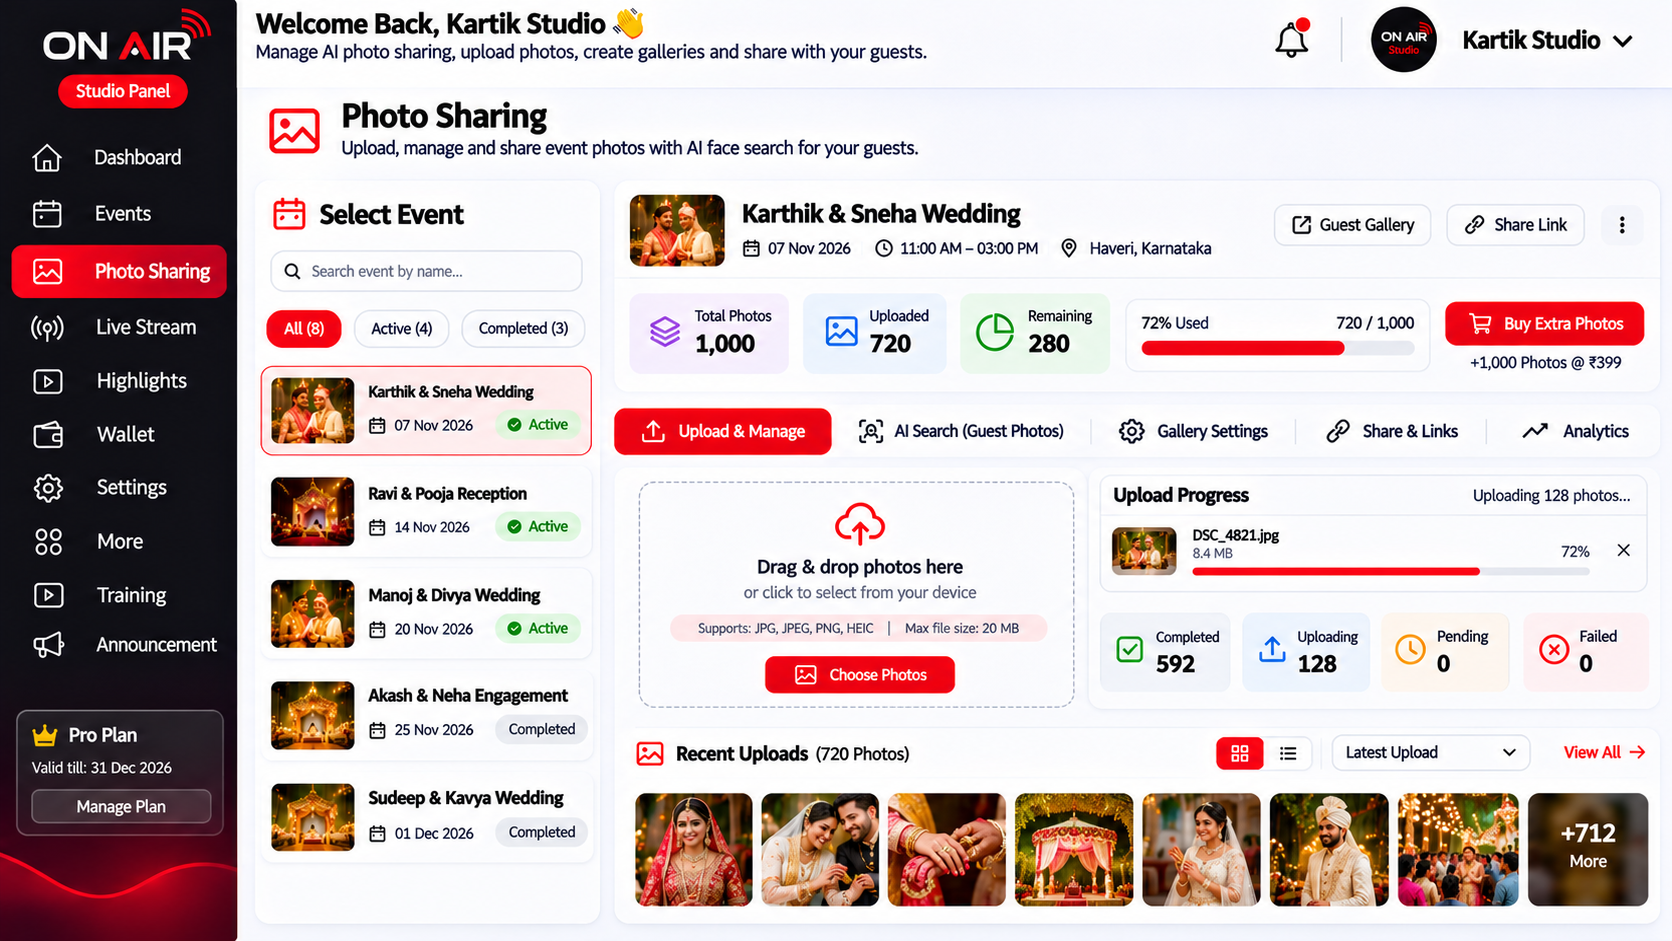 ON AIR
Studio Panel
Dashboard
Events
Photo Sharing
Live Stream
Highlights
Wallet
Settings
More
Training
Announcement
Pro Plan
Valid till: 31 Dec 2026
Manage Plan
Welcome Back, Kartik Studio 👋
Manage AI photo sharing, upload photos, create galleries and share with your guests.
ON AIR
Studio
Kartik Studio
Photo Sharing
Upload, manage and share event photos with AI face search for your guests.
Select Event
Search event by name...
All (8)
Active (4)
Completed (3)
Karthik & Sneha Wedding
07 Nov 2026
Active
Ravi & Pooja Reception
14 Nov 2026
Active
Manoj & Divya Wedding
20 Nov 2026
Active
Akash & Neha Engagement
25 Nov 2026
Completed
Sudeep & Kavya Wedding
01 Dec 2026
Completed
Karthik & Sneha Wedding
07 Nov 2026
11:00 AM – 03:00 PM
Haveri, Karnataka
Guest Gallery
Share Link
Total Photos
1,000
Uploaded
720
Remaining
280
72% Used
720 / 1,000
Buy Extra Photos
+1,000 Photos @ ₹399
Upload & Manage
AI Search (Guest Photos)
Gallery Settings
Share & Links
Analytics
Drag & drop photos here
or click to select from your device
Supports: JPG, JPEG, PNG, HEIC | Max file size: 20 MB
Choose Photos
Upload Progress
Uploading 128 photos...
DSC_4821.jpg
8.4 MB
72%
Completed
592
Uploading
128
Pending
0
Failed
0
Recent Uploads (720 Photos)
Latest Upload
View All →
+712
More